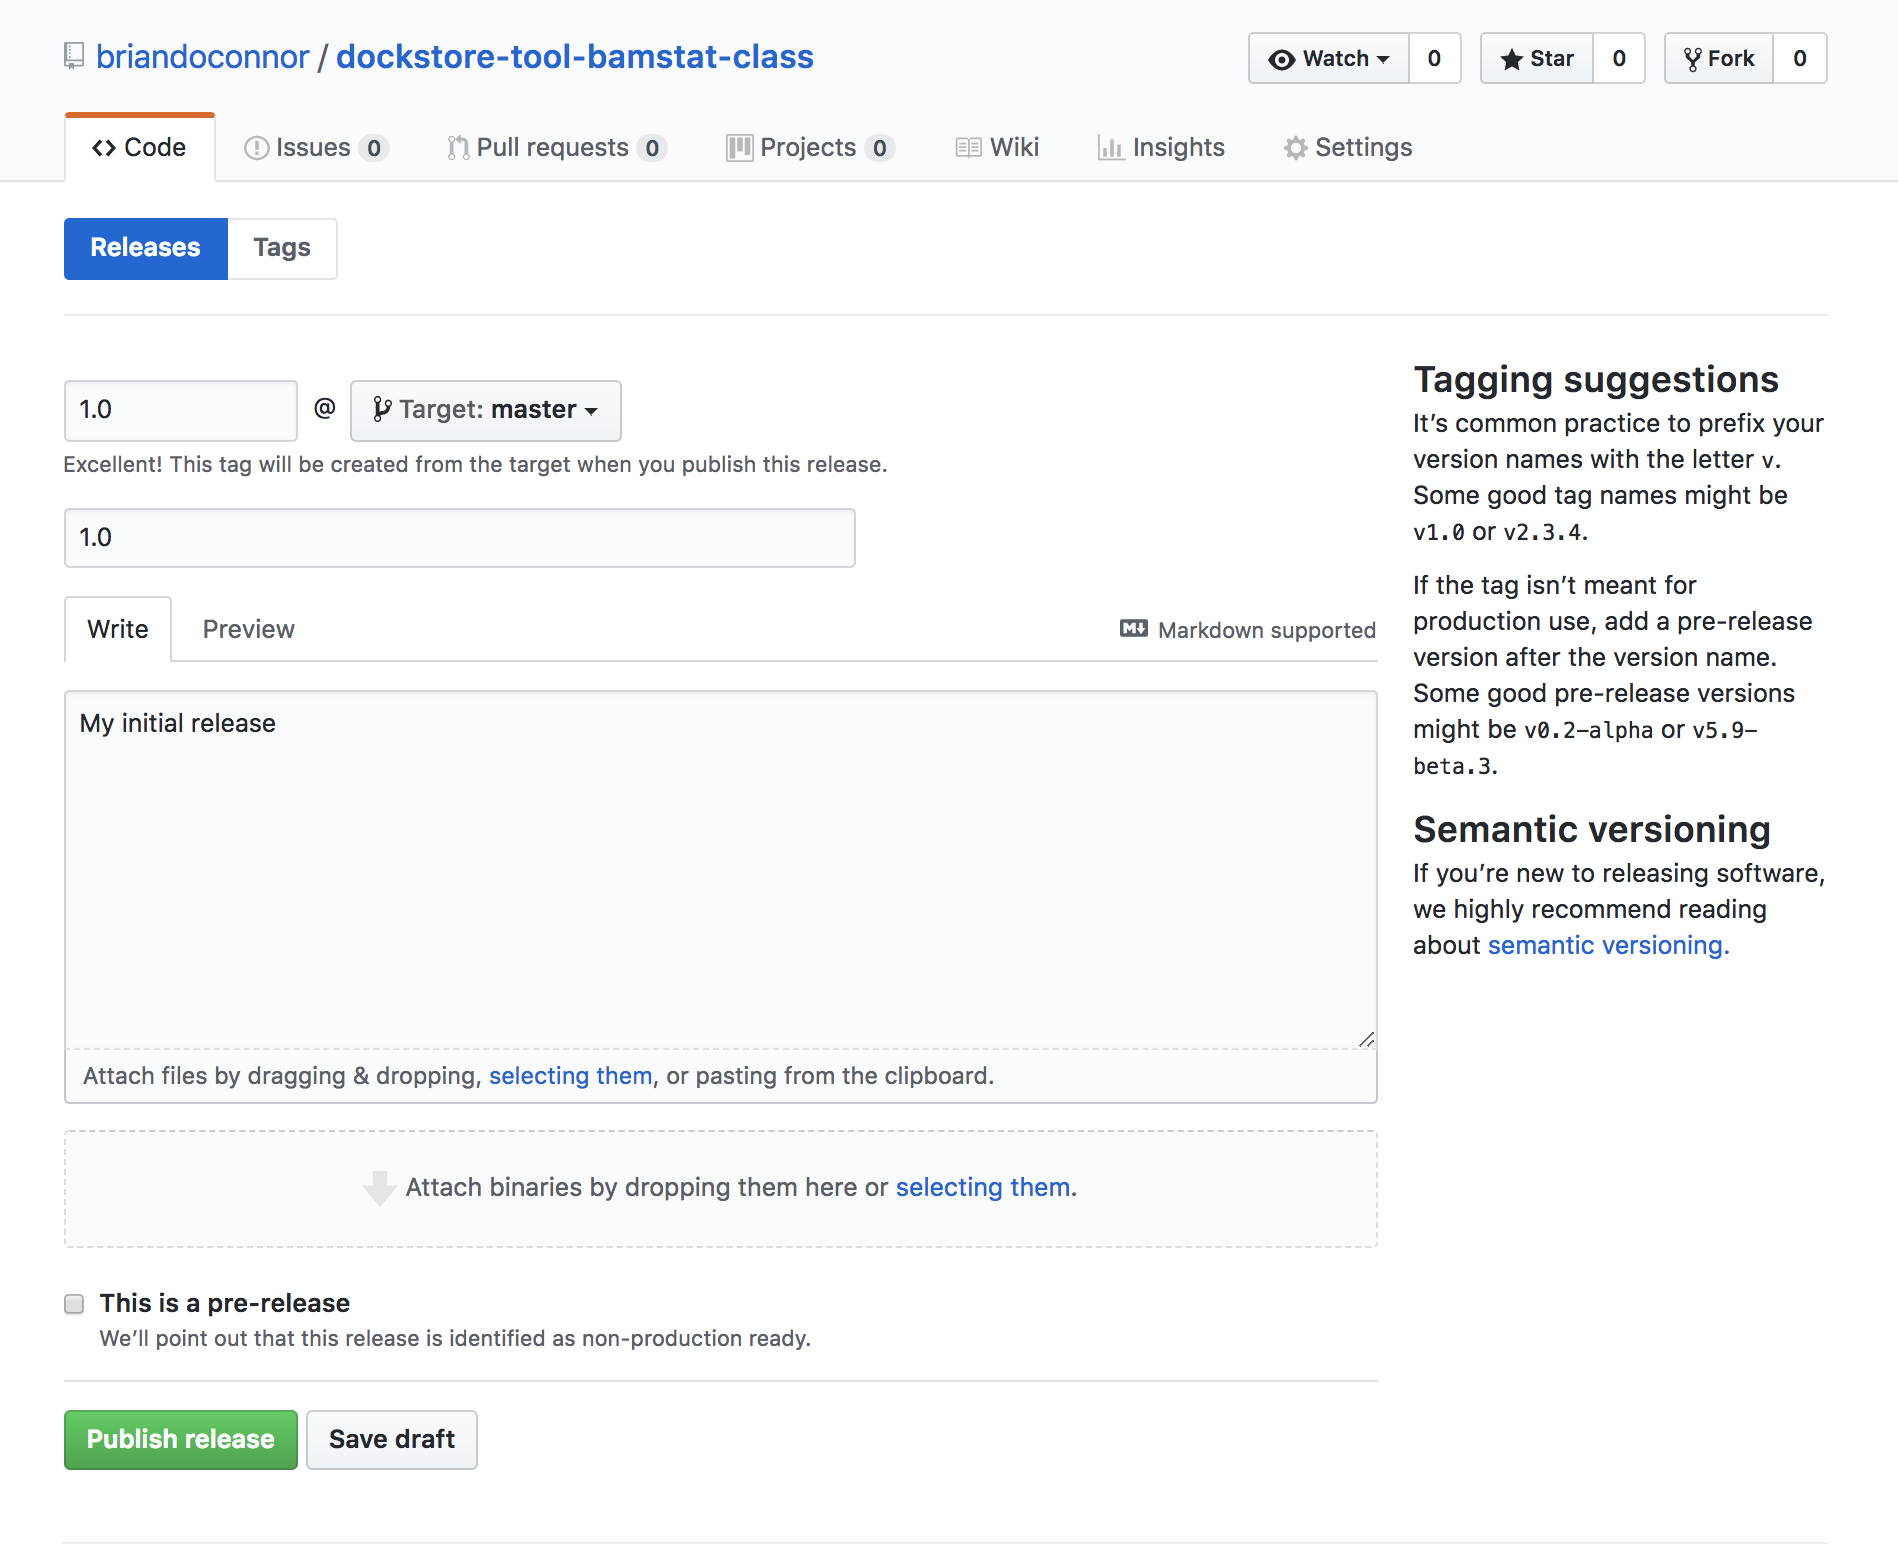 briandoconnor / dockstore-tool-bamstat-class
Watch 0 Star 0 Fork 0
Code Issues 0 Pull requests 0 Projects 0 Wiki Insights Settings
Releases Tags
1.0 @ Target: master
Excellent! This tag will be created from the target when you publish this release.
1.0
Write Preview M Markdown supported
My initial release
Attach files by dragging & dropping, selecting them, or pasting from the clipboard.
Attach binaries by dropping them here or selecting them.
This is a pre-release
We’ll point out that this release is identified as non-production ready.
Publish release Save draft
Tagging suggestions
It’s common practice to prefix your
version names with the letter v.
Some good tag names might be
v1.0 or v2.3.4.
If the tag isn’t meant for
production use, add a pre-release
version after the version name.
Some good pre-release versions
might be v0.2-alpha or v5.9-
beta.3.
Semantic versioning
If you’re new to releasing software,
we highly recommend reading
about semantic versioning.